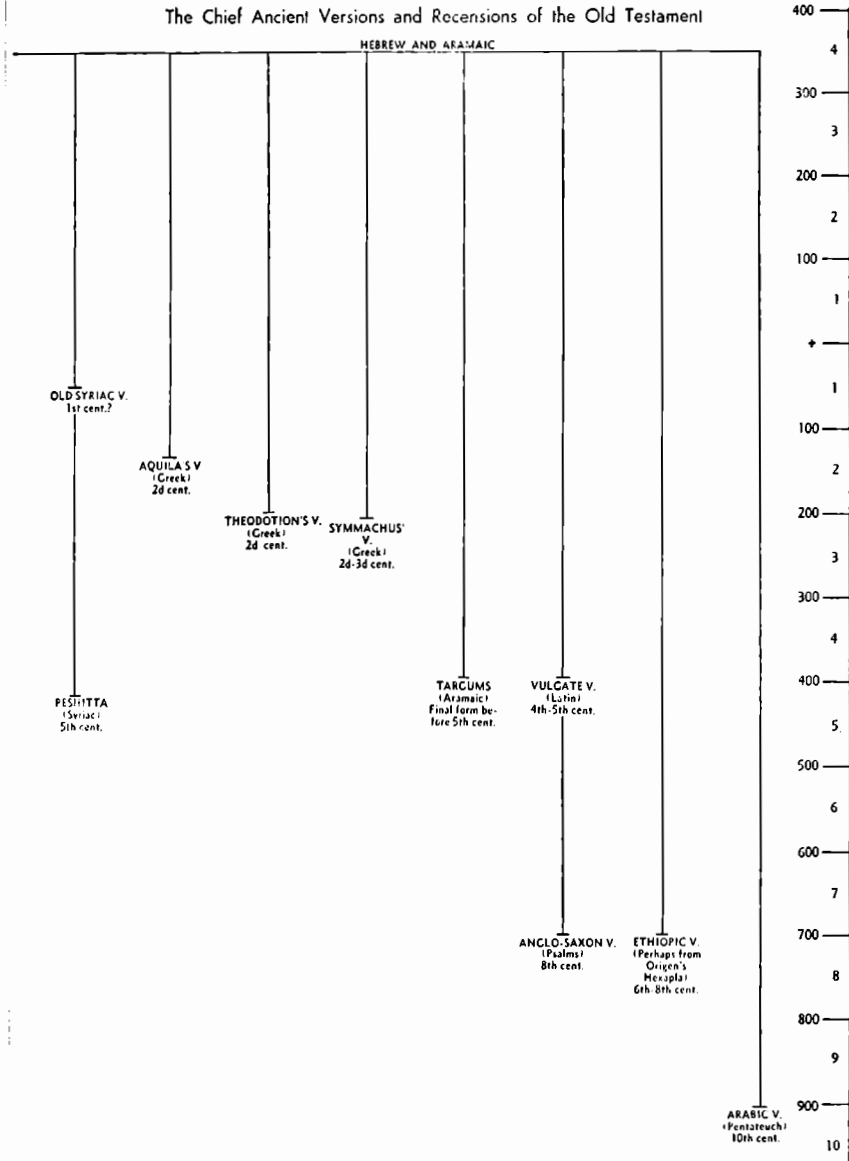 The Chief Ancient Versions and Recensions of the Old Testament
HEBREW AND ARAMAIC
OLD SYRIAC V.
1st cent.?
AQUILA'S V
(Greek)
2d cent.
THEODOTION'S V.
(Greek)
2d cent.
SYMMACHUS'
V.
(Greek)
2d-3d cent.
PESHITTA
(Syriac)
5th cent.
TARGUMS
(Aramaic)
Final form be-
fore 5th cent.
VULGATE V.
(Latin)
4th-5th cent.
ANGLO-SAXON V.
(Psalms)
8th cent.
ETHIOPIC V.
(Perhaps from
Origen's
Hexapla)
6th-8th cent.
ARABIC V.
(Pentateuch)
10th cent.
400
4
300
3
200
2
100
1
+
1
100
2
200
3
300
4
400
5
500
6
600
7
700
8
800
9
900
10